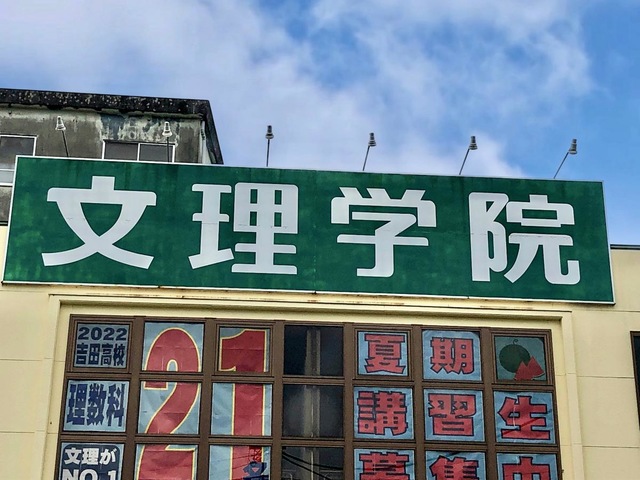 文理学院
2022
吉田高校
理数科
文理が
NO.1
21
夏期
講習生
募集中